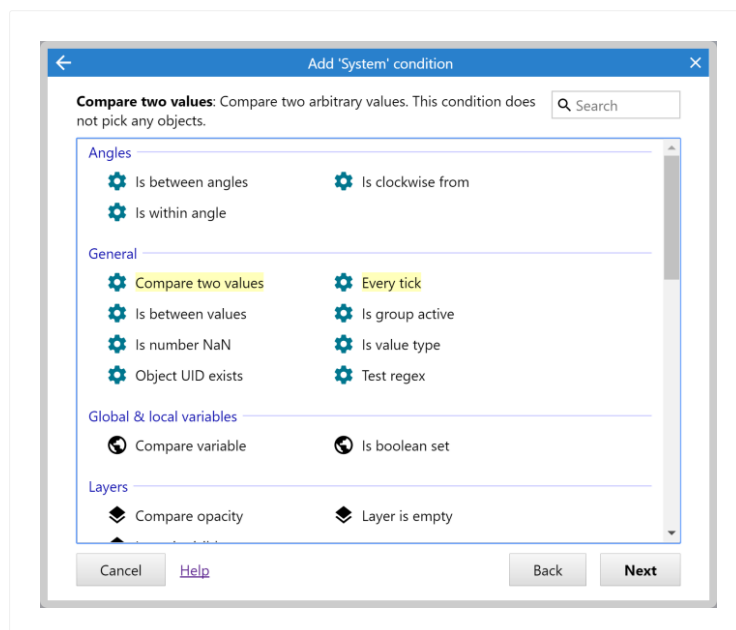 Add 'System' condition
Compare two values: Compare two arbitrary values. This condition does
not pick any objects.
Search
Angles
Is between angles
Is clockwise from
Is within angle
General
Compare two values
Every tick
Is between values
Is group active
Is number NaN
Is value type
Object UID exists
Test regex
Global & local variables
Compare variable
Is boolean set
Layers
Compare opacity
Layer is empty
Cancel
Help
Back
Next